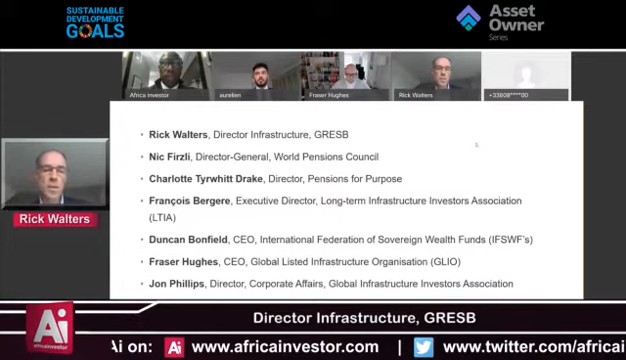 SUSTAINABLE
DEVELOPMENT
GOALS
Asset
Owner
Series
Africa investor
aurelien
Fraser Hughes
Rick Walters
+33608****00
• Rick Walters, Director Infrastructure, GRESB
• Nic Firzli, Director-General, World Pensions Council
• Charlotte Tyrwhitt Drake, Director, Pensions for Purpose
• François Bergere, Executive Director, Long-term Infrastructure Investors Association
(LTIA)
• Duncan Bonfield, CEO, International Federation of Sovereign Wealth Funds (IFSWF's)
• Fraser Hughes, CEO, Global Listed Infrastructure Organisation (GLIO)
• Jon Phillips, Director, Corporate Affairs, Global Infrastructure Investors Association
Rick Walters
Ai
africainvestor
Director Infrastructure, GRESB
Ai on: Ai www.africainvestor.com | www.twitter.com/africai